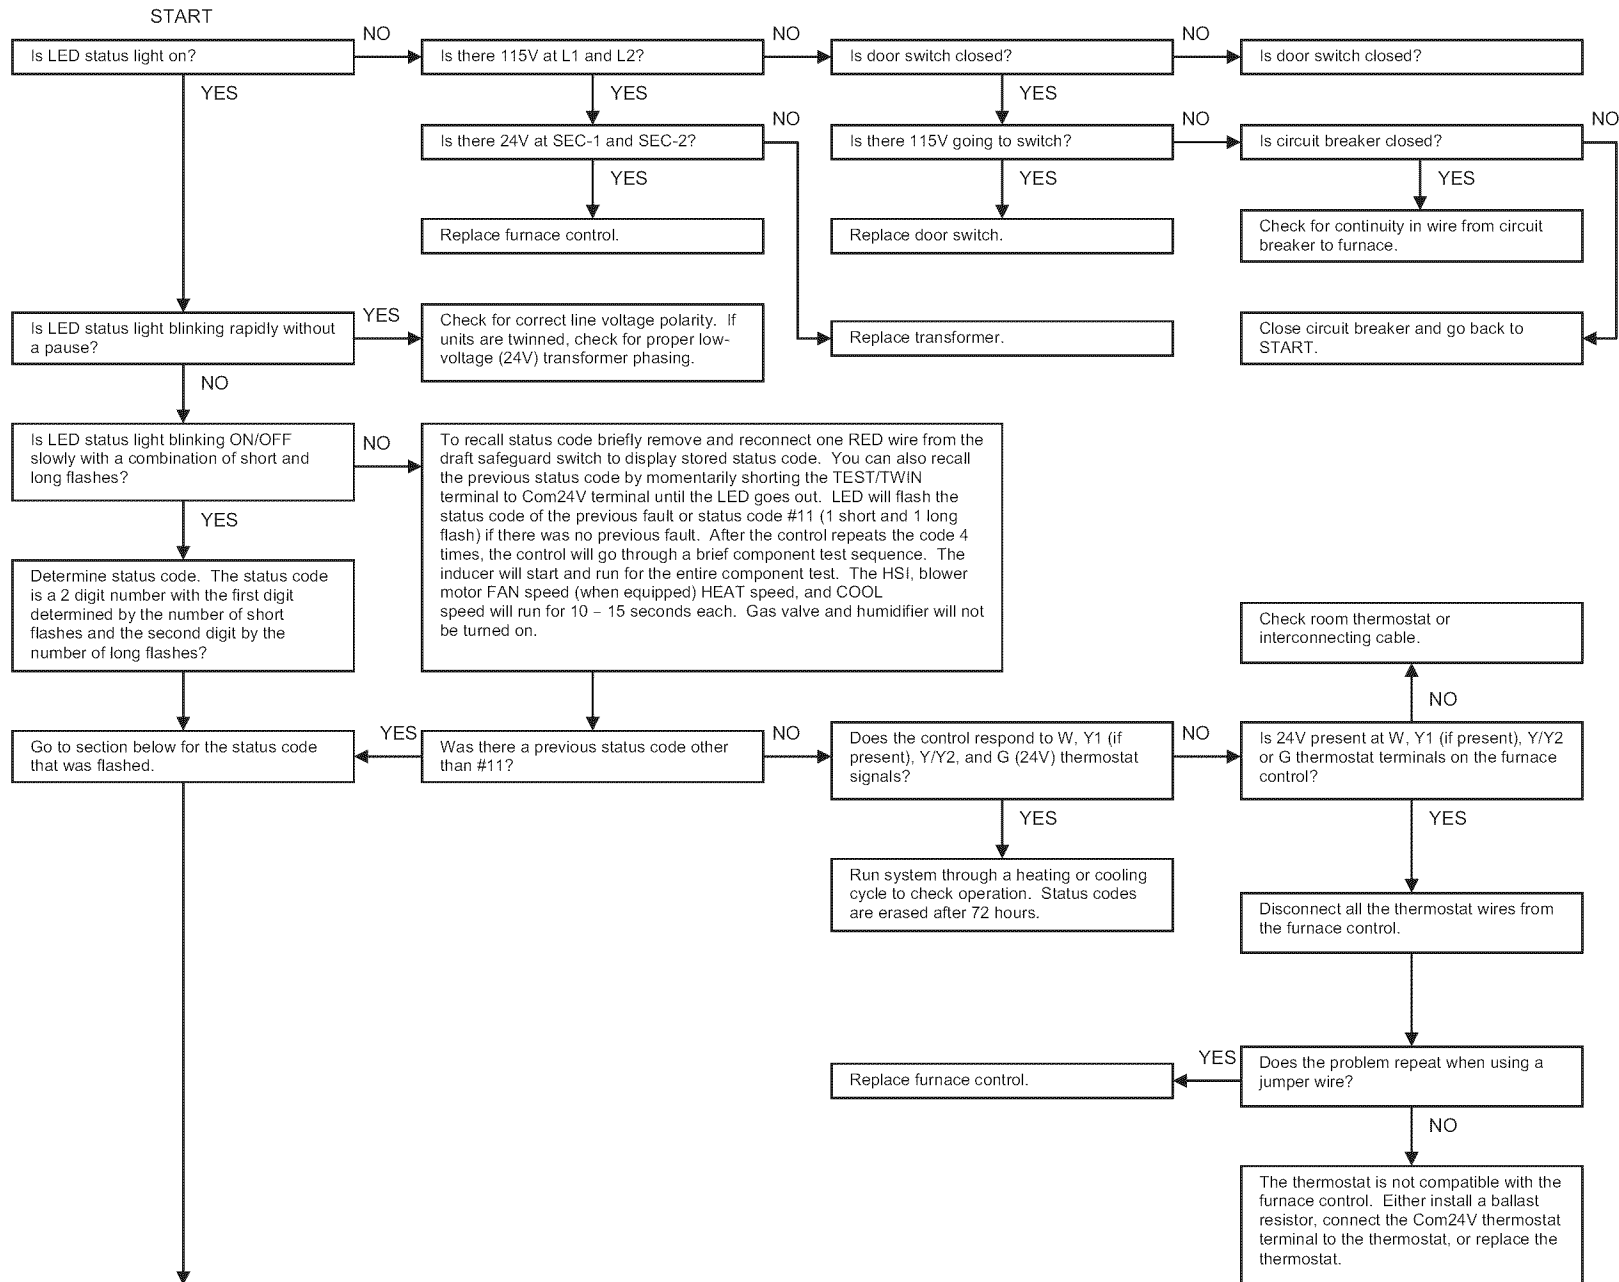 START
Is LED status light on?
NO
Is there 115V at L1 and L2?
NO
Is door switch closed?
NO
Is door switch closed?
YES
YES
YES
Is there 24V at SEC-1 and SEC-2?
NO
Is there 115V going to switch?
NO
Is circuit breaker closed?
NO
YES
YES
YES
Replace furnace control.
Replace door switch.
Check for continuity in wire from circuit
breaker to furnace.
Is LED status light blinking rapidly without
a pause?
YES
Check for correct line voltage polarity. If
units are twinned, check for proper low-
voltage (24V) transformer phasing.
Replace transformer.
Close circuit breaker and go back to
START.
NO
Is LED status light blinking ON/OFF
slowly with a combination of short and
long flashes?
NO
To recall status code briefly remove and reconnect one RED wire from the
draft safeguard switch to display stored status code. You can also recall
the previous status code by momentarily shorting the TEST/TWIN
terminal to Com24V terminal until the LED goes out. LED will flash the
status code of the previous fault or status code #11 (1 short and 1 long
flash) if there was no previous fault. After the control repeats the code 4
times, the control will go through a brief component test sequence. The
inducer will start and run for the entire component test. The HSI, blower
motor FAN speed (when equipped) HEAT speed, and COOL
speed will run for 10 – 15 seconds each. Gas valve and humidifier will not
be turned on.
YES
Determine status code. The status code
is a 2 digit number with the first digit
determined by the number of short
flashes and the second digit by the
number of long flashes?
Check room thermostat or
interconnecting cable.
NO
Go to section below for the status code
that was flashed.
YES
Was there a previous status code other
than #11?
NO
Does the control respond to W, Y1 (if
present), Y/Y2, and G (24V) thermostat
signals?
NO
Is 24V present at W, Y1 (if present), Y/Y2
or G thermostat terminals on the furnace
control?
YES
YES
Run system through a heating or cooling
cycle to check operation. Status codes
are erased after 72 hours.
Disconnect all the thermostat wires from
the furnace control.
Replace furnace control.
YES
Does the problem repeat when using a
jumper wire?
NO
The thermostat is not compatible with the
furnace control. Either install a ballast
resistor, connect the Com24V thermostat
terminal to the thermostat, or replace the
thermostat.